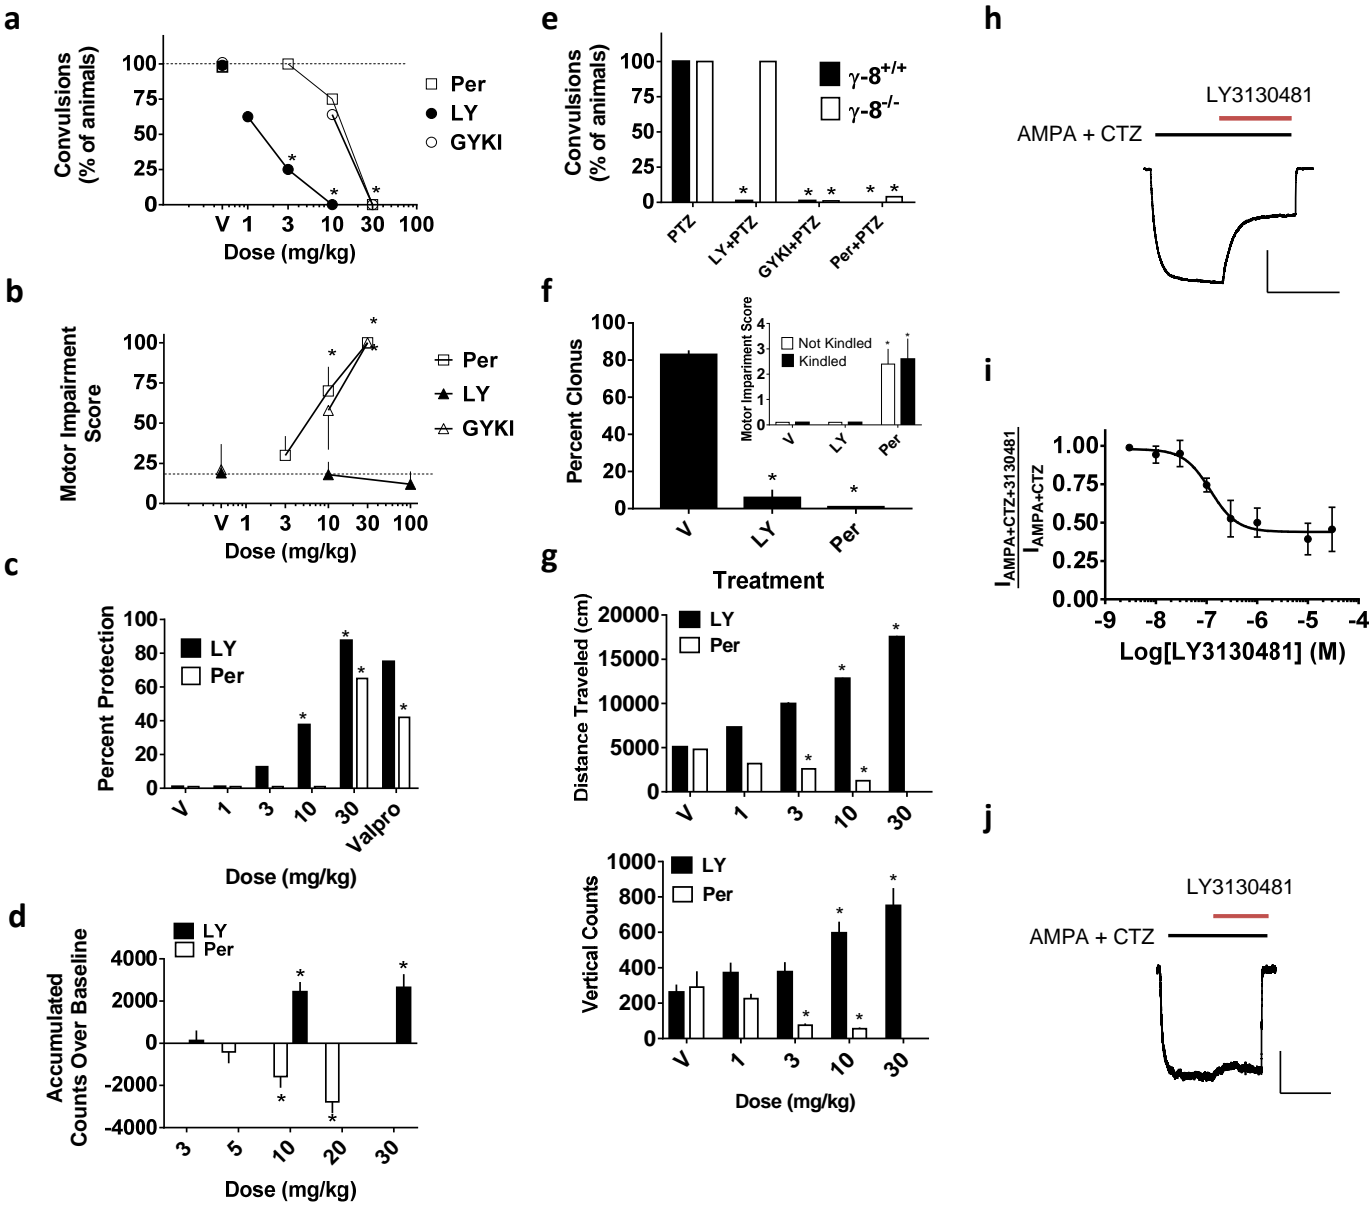 a
Convulsions
(% of animals)
100
75
50
25
0
V 1 3 10 30 100
Dose (mg/kg)
Per
LY
GYKI
* * *
b
Motor Impairment
Score
100
75
50
25
0
V 1 3 10 30 100
Dose (mg/kg)
Per
LY
GYKI
* * *
c
Percent Protection
100
80
60
40
20
0
V 1 3 10 30 Valpro
Dose (mg/kg)
LY
Per
* * * *
d
Accumulated
Counts Over Baseline
4000
2000
0
-2000
-4000
3 5 10 20 30
Dose (mg/kg)
LY
Per
* * * *
e
Convulsions
(% of animals)
100
75
50
25
0
PTZ LY+PTZ GYKI+PTZ Per+PTZ
γ-8+/+
γ-8-/-
* * * * *
f
Percent Clonus
100
80
60
40
20
0
V LY Per
Treatment
* *
Motor Impariment Score
4
3
2
1
0
V LY Per
Not Kindled
Kindled
* *
g
Distance Traveled (cm)
20000
15000
10000
5000
0
V 1 3 10 30
LY
Per
* * * *
Vertical Counts
1000
800
600
400
200
0
V 1 3 10 30
Dose (mg/kg)
LY
Per
* * * *
h
LY3130481
AMPA + CTZ
i
I AMPA+CTZ+3130481
I AMPA+CTZ
1.00
0.75
0.50
0.25
0.00
-9 -8 -7 -6 -5 -4
Log[LY3130481] (M)
j
LY3130481
AMPA + CTZ